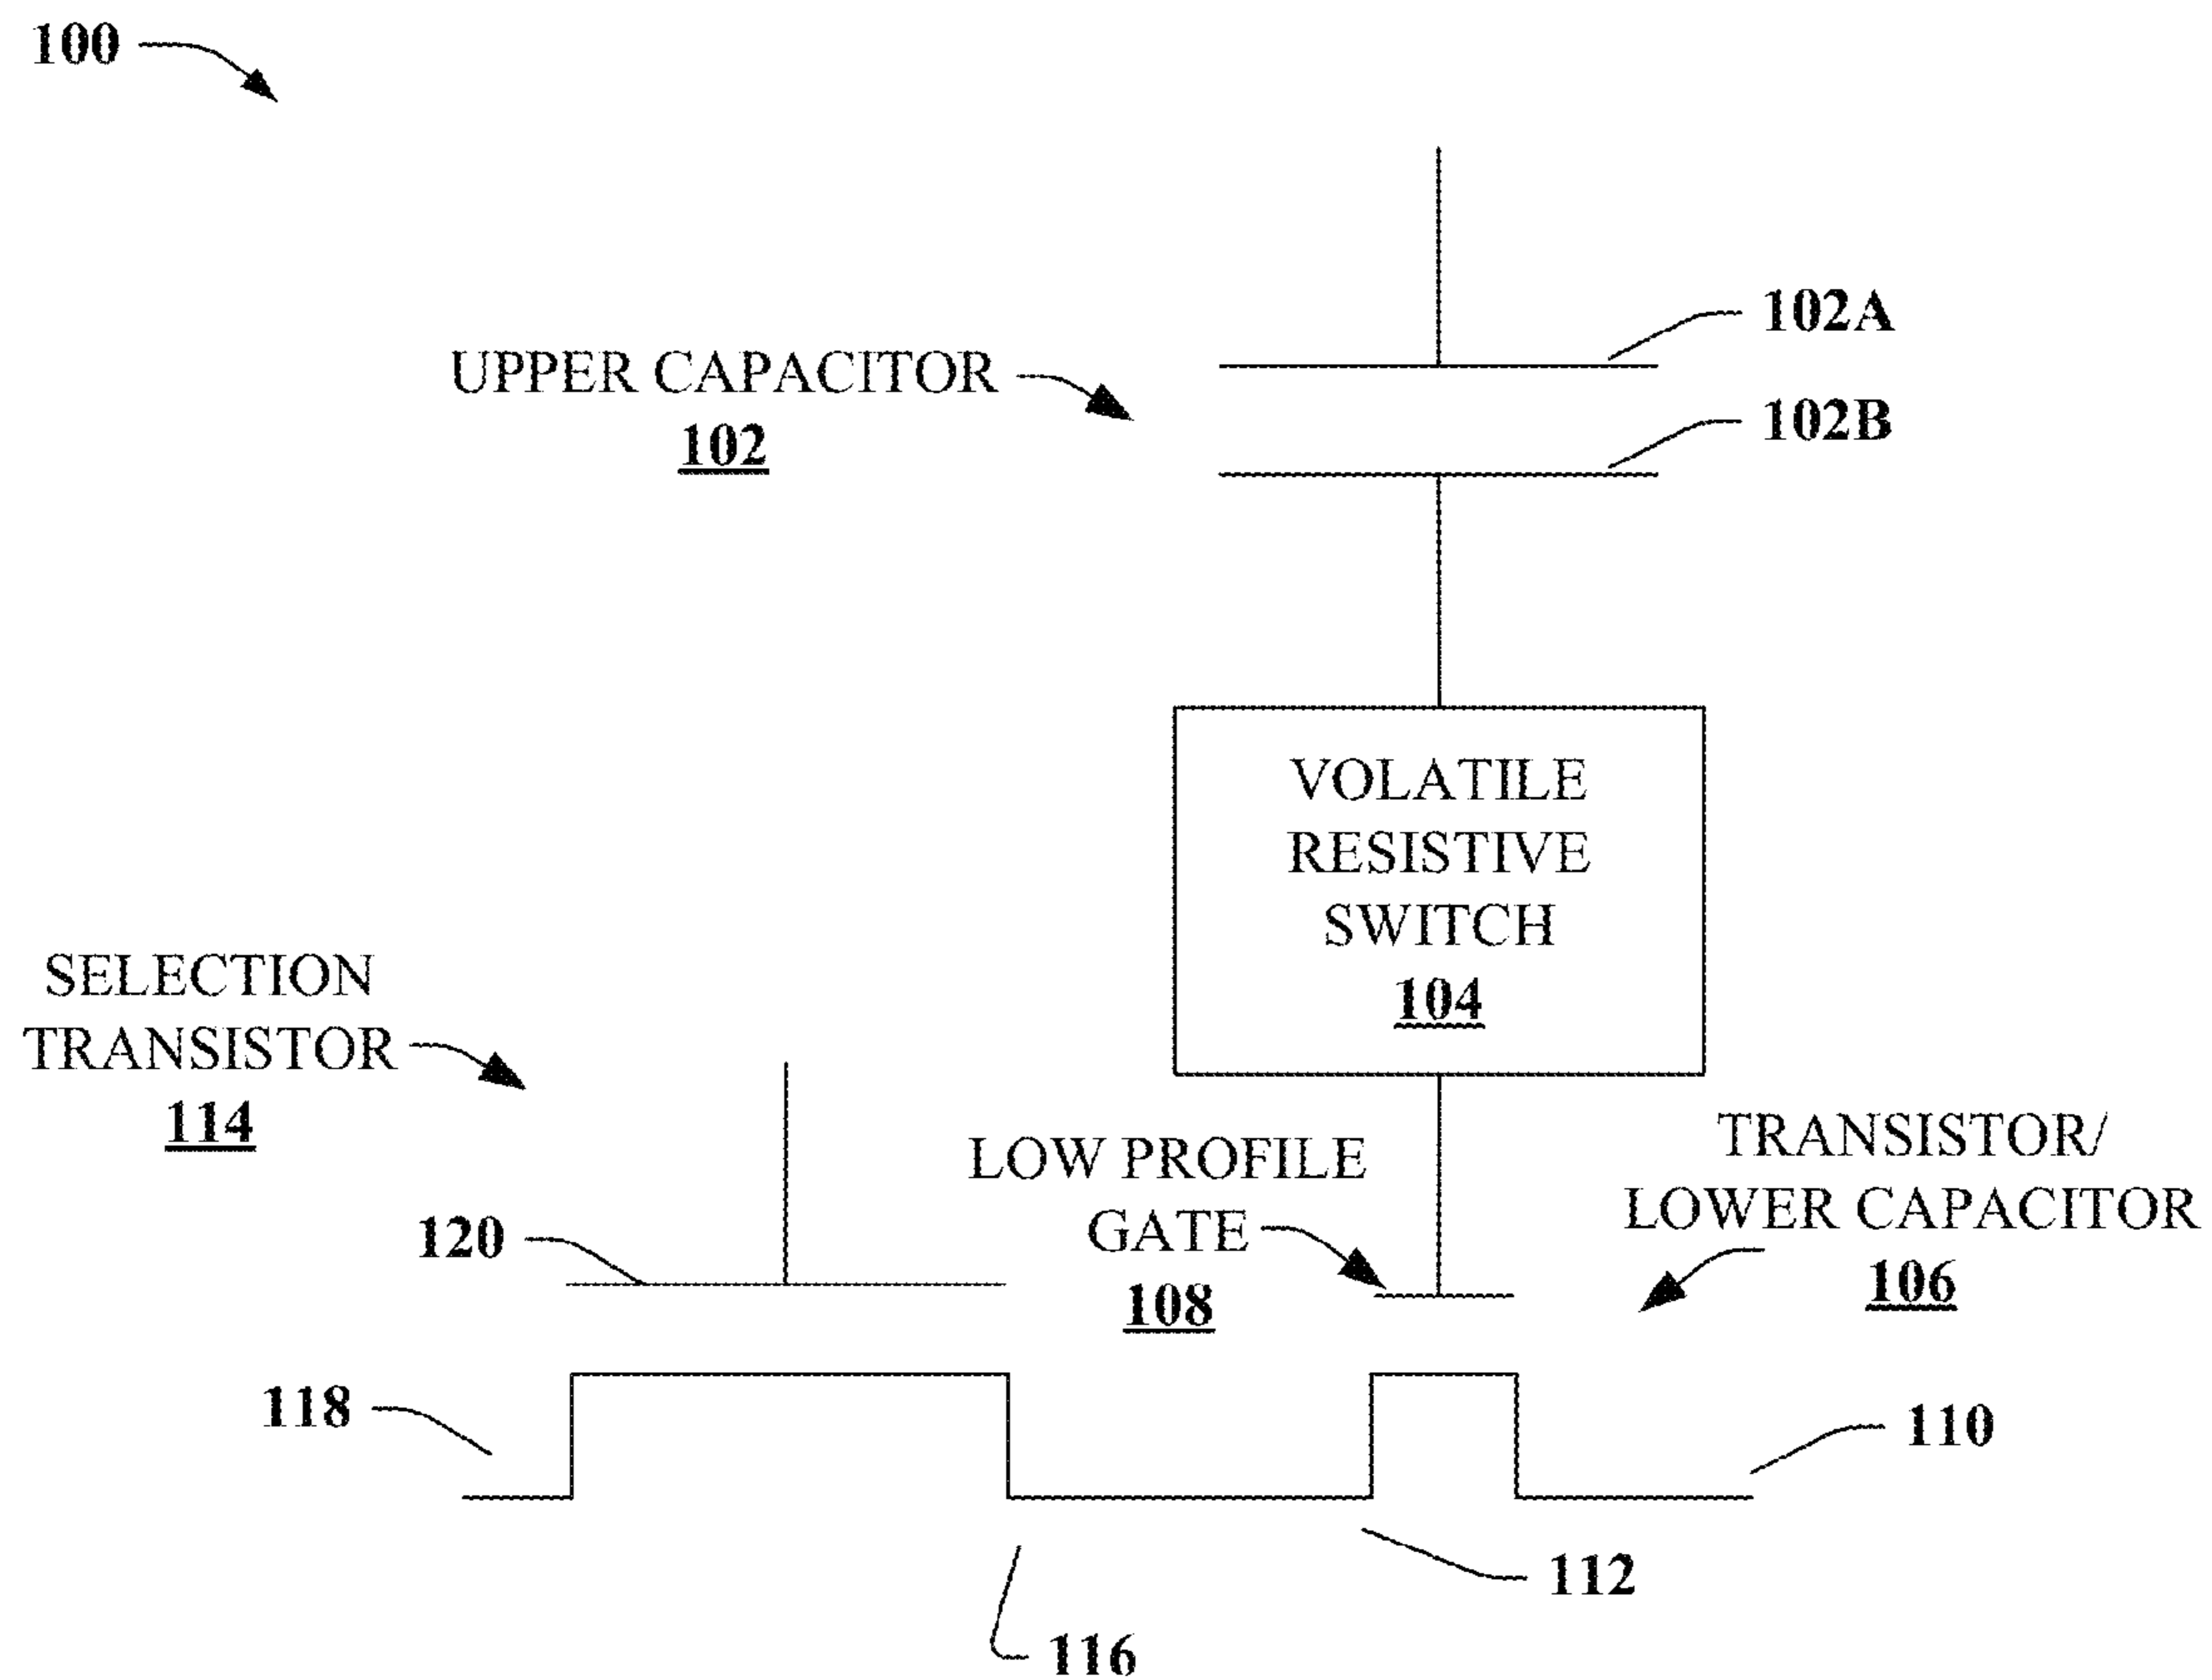 100
102A
UPPER CAPACITOR
102
102B
VOLATILE
RESISTIVE
SWITCH
104
SELECTION
TRANSISTOR
114
LOW PROFILE
GATE
108
TRANSISTOR/
LOWER CAPACITOR
106
120
118
110
112
116